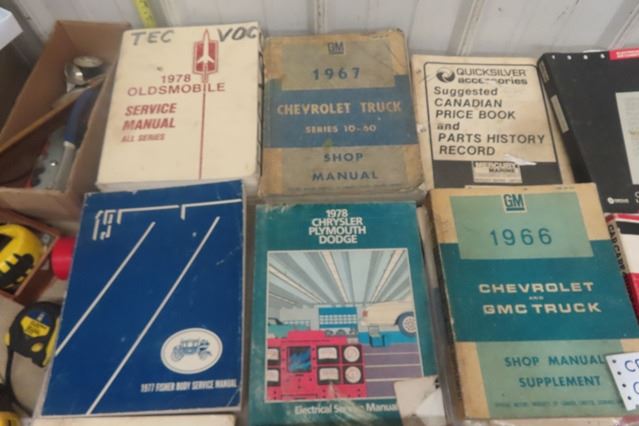 TEC VOC
1978
OLDSMOBILE
SERVICE
MANUAL
ALL SERIES
GM
1967
CHEVROLET TRUCK
SERIES 10-60
SHOP
MANUAL
QUICKSILVER
accessories
Suggested
CANADIAN
PRICE BOOK
and
PARTS HISTORY
RECORD
MERCURY
MARINE
1977 FISHER BODY SERVICE MANUAL
1978
CHRYSLER
PLYMOUTH
DODGE
Electrical Service Manual
GM
1966
CHEVROLET
AND
GMC TRUCK
SHOP MANUAL
SUPPLEMENT